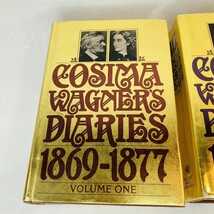 COSIMA
WAGNER'S
DIARIES
1869-1877
VOLUME ONE